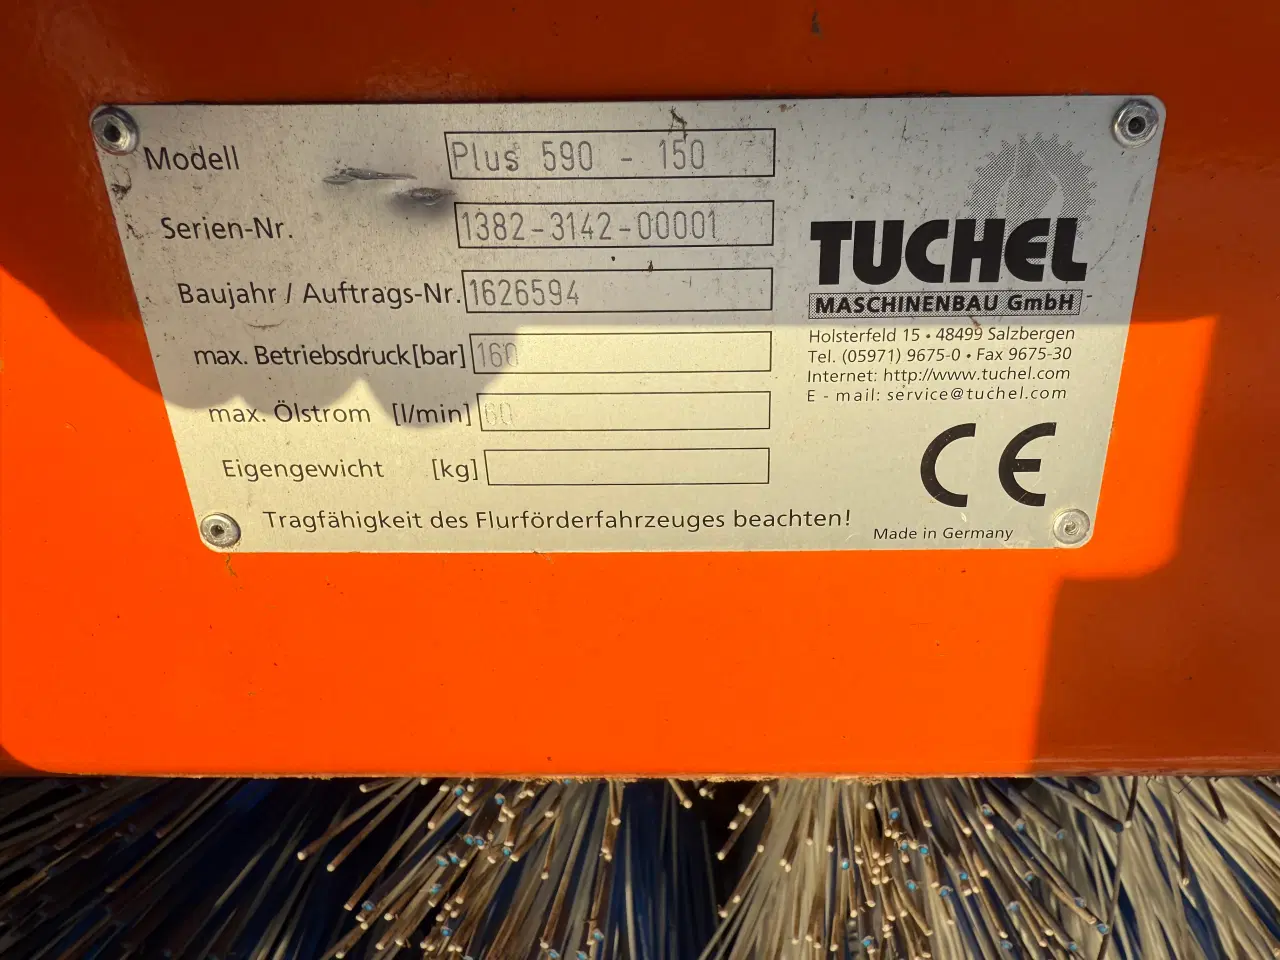 Modell Plus 590 - 150
Serien-Nr. 1382-3142-00001
Baujahr / Auftrags-Nr. 1626594
max. Betriebsdruck [bar] 160
max. Ölstrom [l/min] 60
Eigengewicht [kg]
Tragfähigkeit des Flurförderfahrzeuges beachten!
TUCHEL
MASCHINENBAU GmbH
Holsterfeld 15 • 48499 Salzbergen
Tel. (05971) 9675-0 • Fax 9675-30
Internet: http://www.tuchel.com
E - mail: service@tuchel.com
CE
Made in Germany